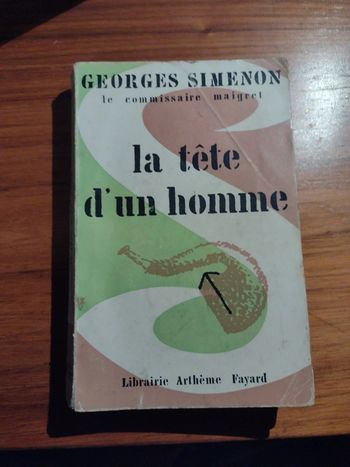 GEORGES SIMENON
le commissaire maigret
la tête
d'un homme
Librairie Arthème Fayard